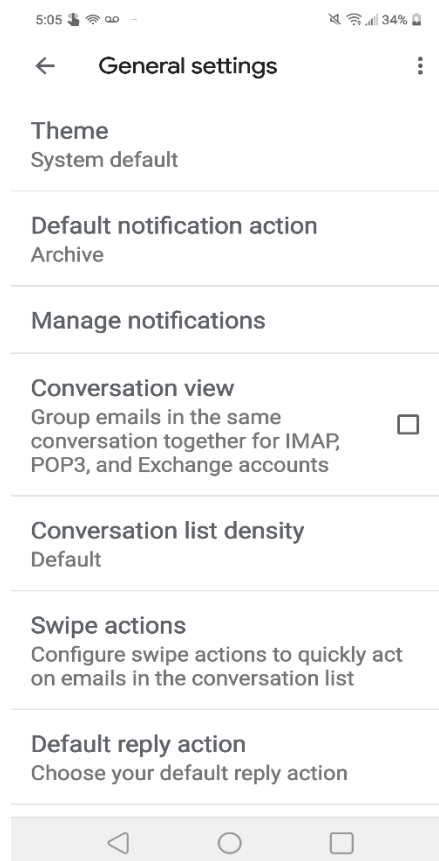 5:05 34%
General settings
Theme
System default
Default notification action
Archive
Manage notifications
Conversation view
Group emails in the same
conversation together for IMAP,
POP3, and Exchange accounts
Conversation list density
Default
Swipe actions
Configure swipe actions to quickly act
on emails in the conversation list
Default reply action
Choose your default reply action